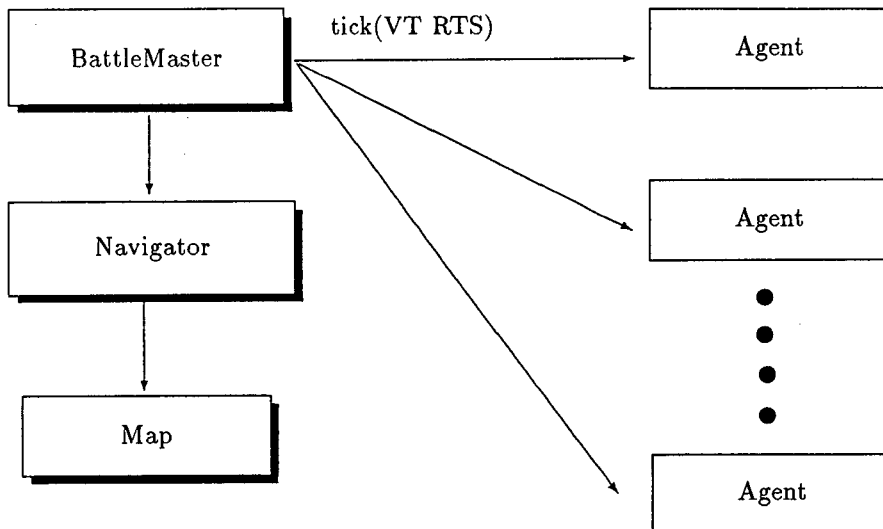 tick(VT RTS)
BattleMaster
Agent
Navigator
Agent
Map
Agent